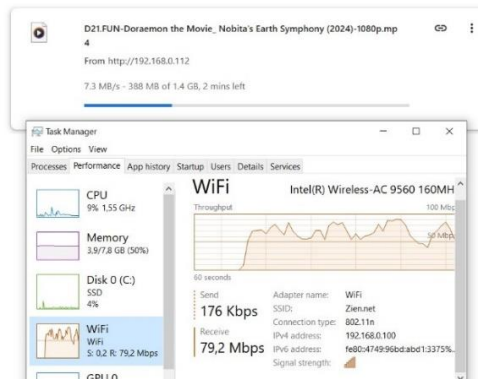 D21.FUN-Doraemon the Movie_ Nobita's Earth Symphony (2024)-1080p.mp
4
From http://192.168.0.112
7.3 MB/s - 388 MB of 1.4 GB, 2 mins left
Task Manager
File Options View
Processes Performance App history Startup Users Details Services
CPU
9% 1,55 GHz
Memory
3,9/7,8 GB (50%)
Disk 0 (C:)
SSD
4%
WiFi
WiFi
S: 0,2 R: 79,2 Mbps
GPU 0
WiFi
Intel(R) Wireless-AC 9560 160MH
Throughput
100 Mbp
50 Mbp
60 seconds
Send
176 Kbps
Receive
79,2 Mbps
Adapter name: WiFi
SSID: Zien.net
Connection type: 802.11n
IPv4 address: 192.168.0.100
IPv6 address: fe80::4749:96bd:abd1:3375%
Signal strength: